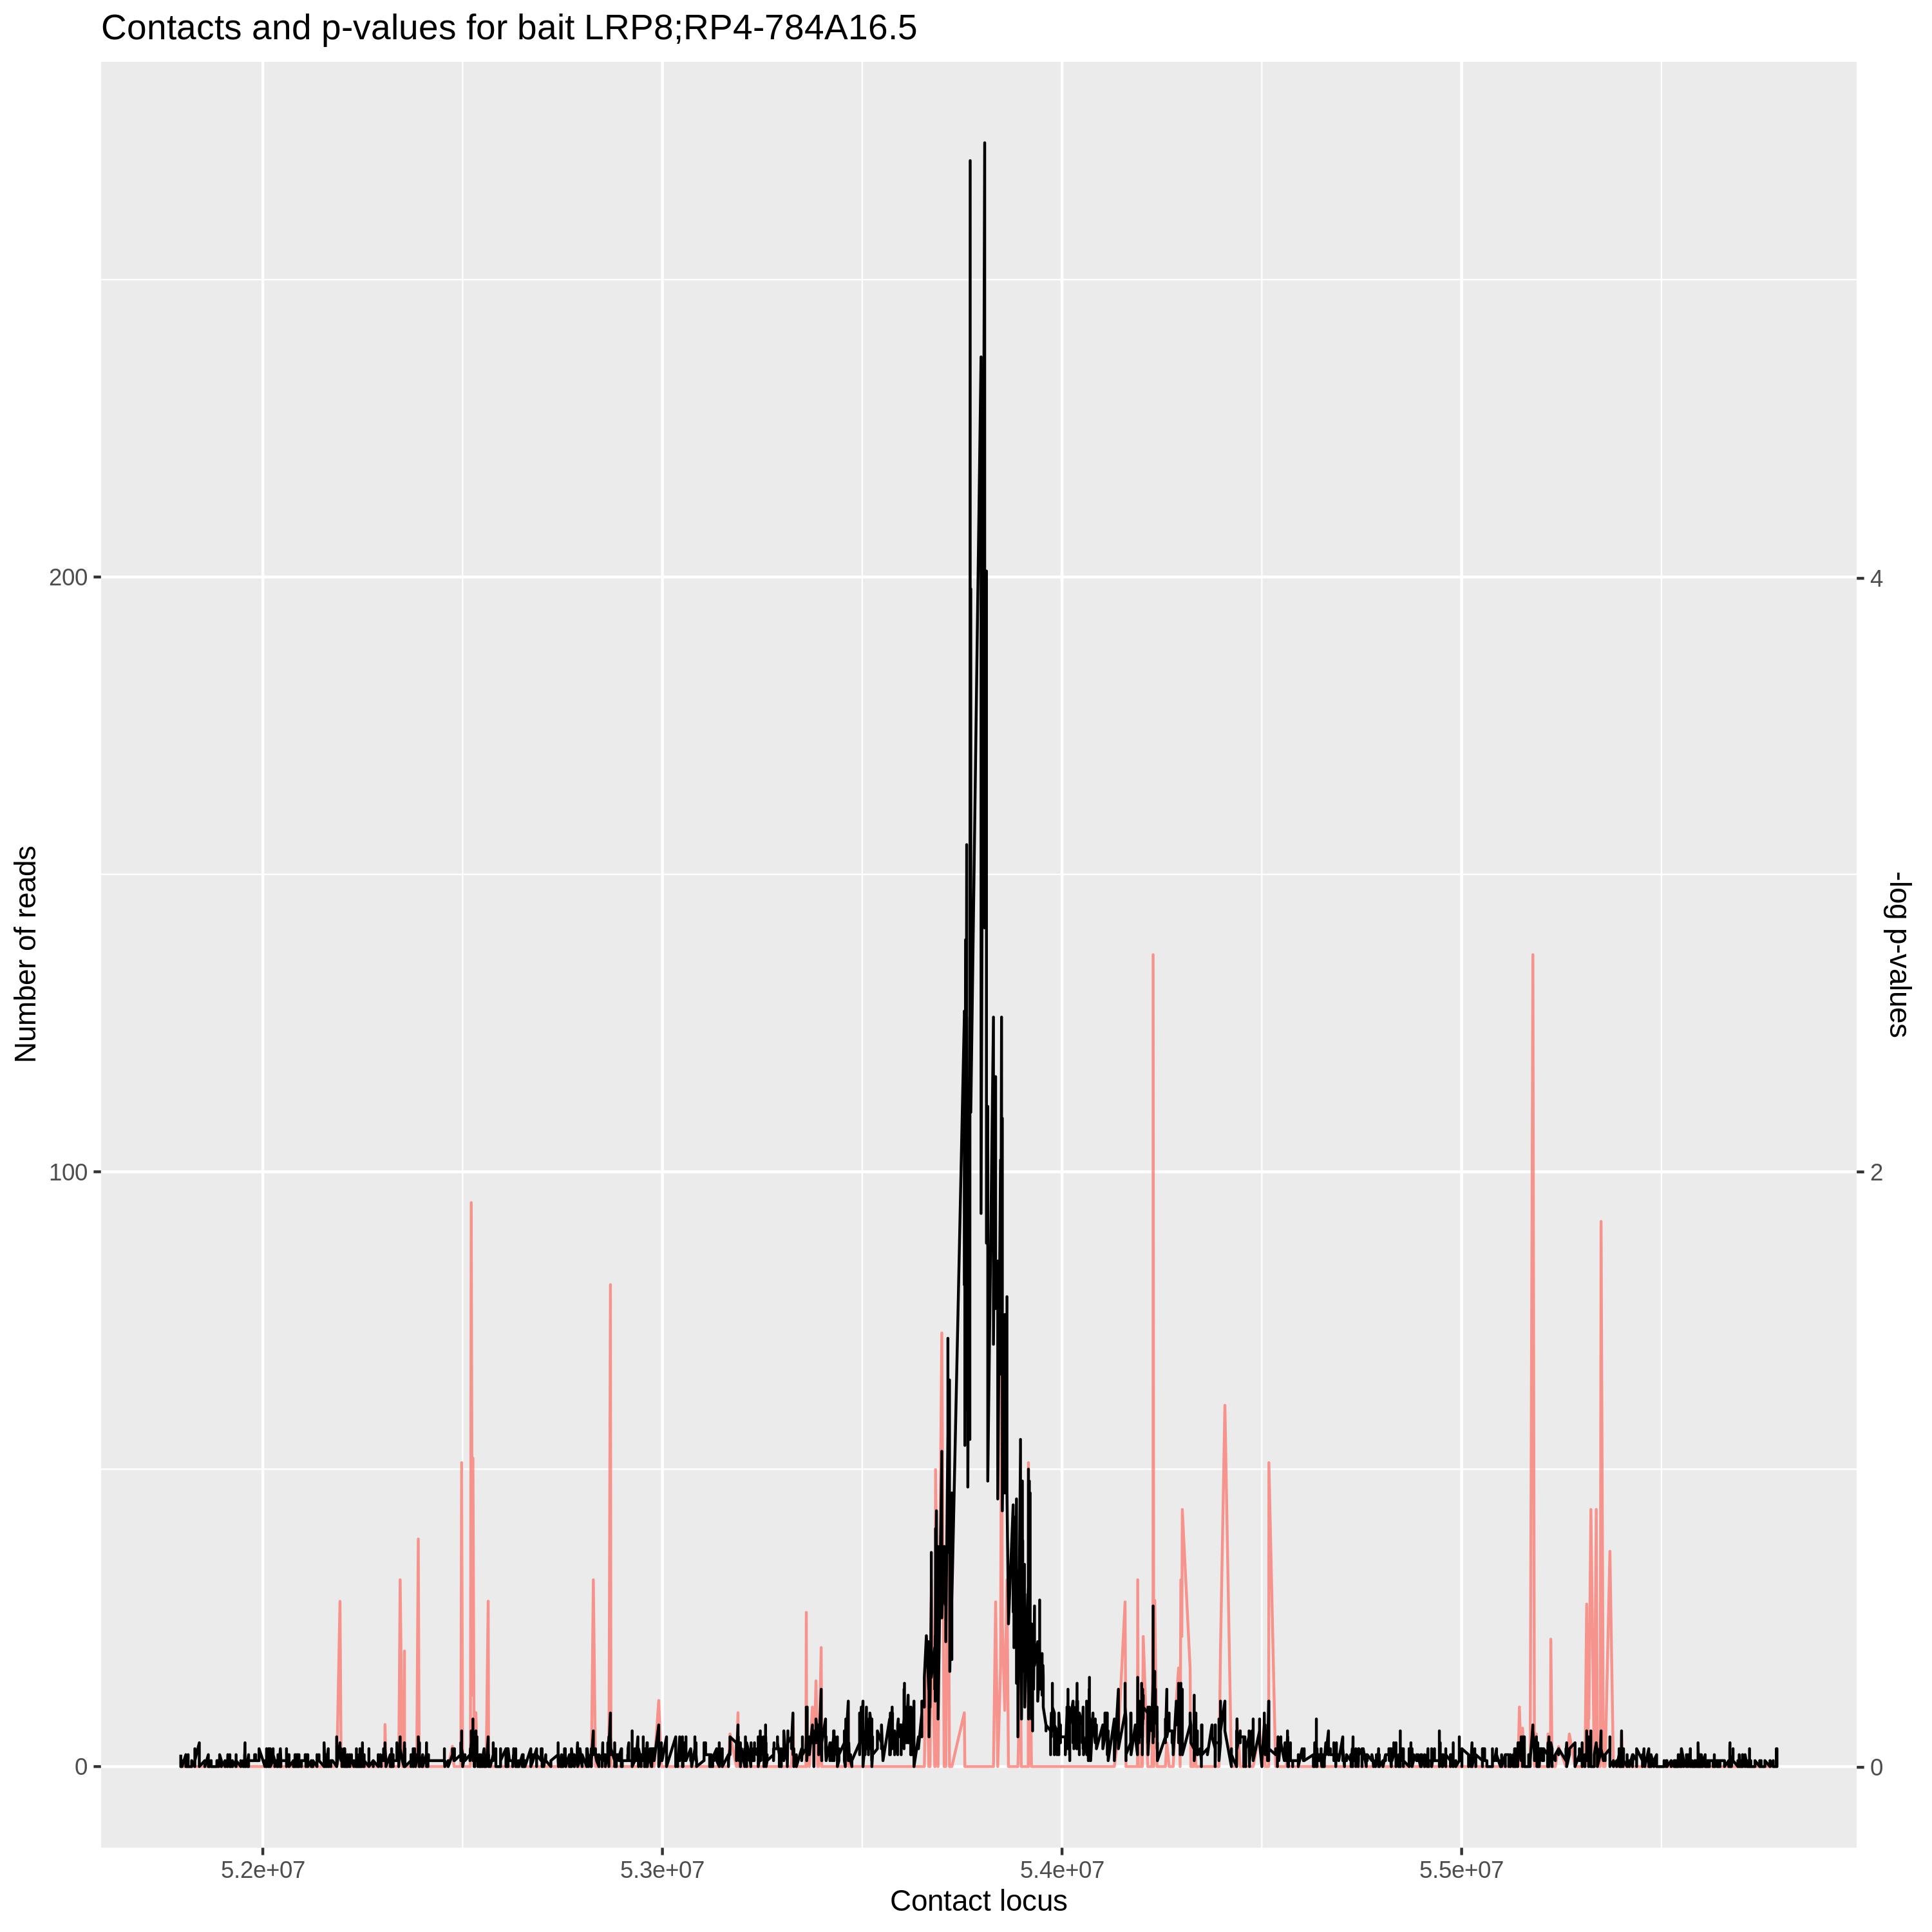 Contacts and p-values for bait LRP8;RP4-784A16.5
Number of reads
200
100
0
4
2
0
-log p-values
5.2e+07
5.3e+07
5.4e+07
5.5e+07
Contact locus